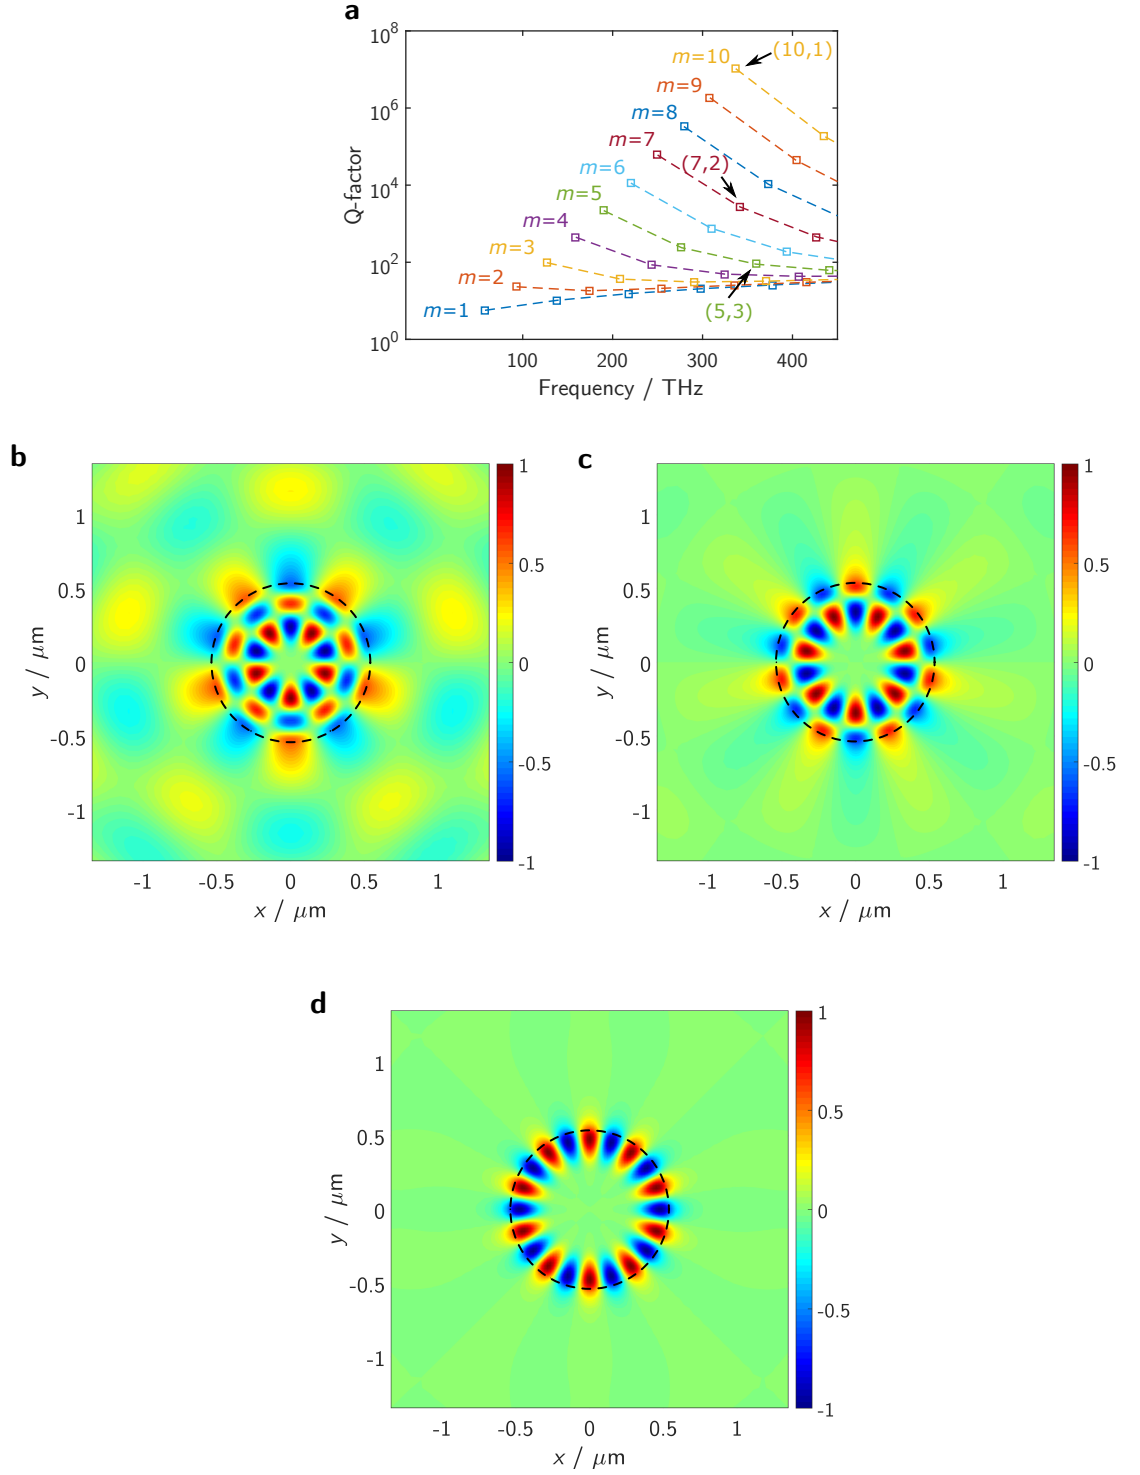 a
10^8
10^6
10^4
10^2
10^0
Q-factor
m=10
(10,1)
m=9
m=8
m=7
(7,2)
m=6
m=5
m=4
m=3
m=2
m=1
(5,3)
100 200 300 400
Frequency / THz
b
1
0.5
0
-0.5
-1
y / μm
-1 -0.5 0 0.5 1
x / μm
1
0.5
0
-0.5
-1
c
1
0.5
0
-0.5
-1
y / μm
-1 -0.5 0 0.5 1
x / μm
1
0.5
0
-0.5
-1
d
1
0.5
0
-0.5
-1
y / μm
-1 -0.5 0 0.5 1
x / μm
1
0.5
0
-0.5
-1